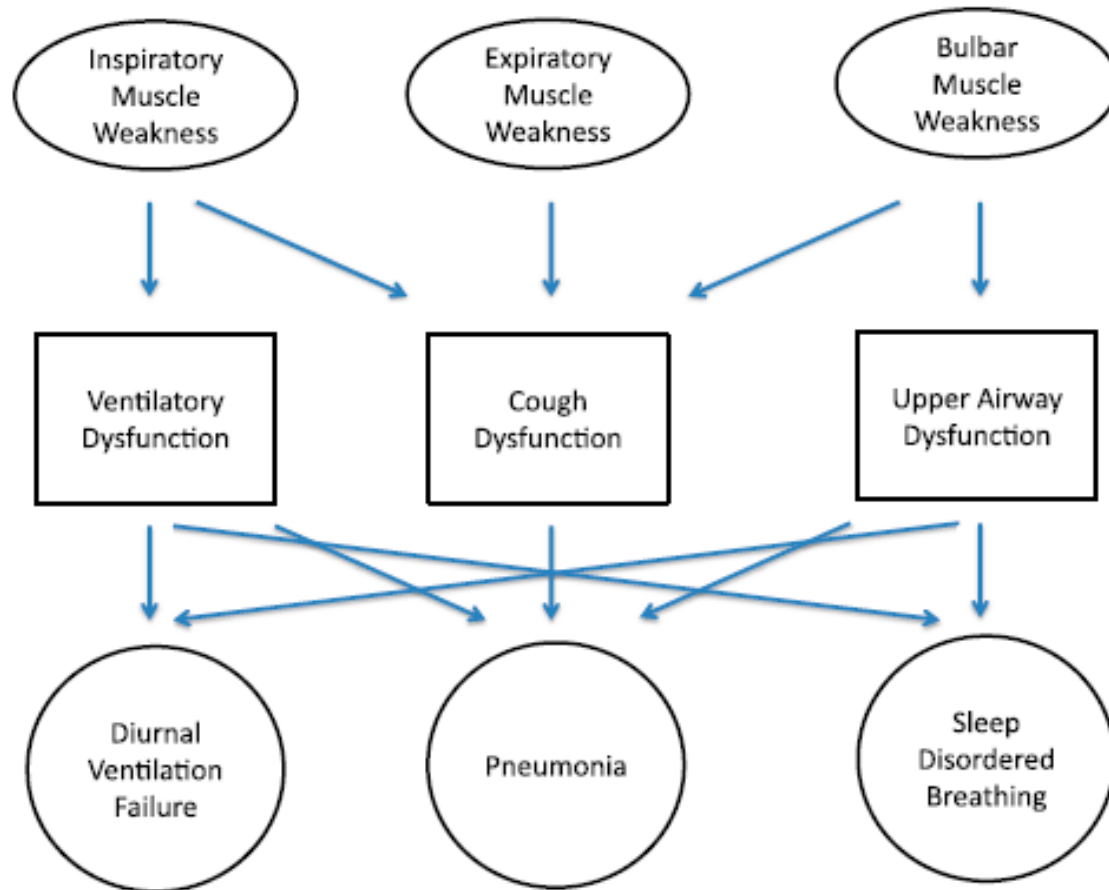 Inspiratory
Muscle
Weakness
Expiratory
Muscle
Weakness
Bulbar
Muscle
Weakness
Ventilatory
Dysfunction
Cough
Dysfunction
Upper Airway
Dysfunction
Diurnal
Ventilation
Failure
Pneumonia
Sleep
Disordered
Breathing